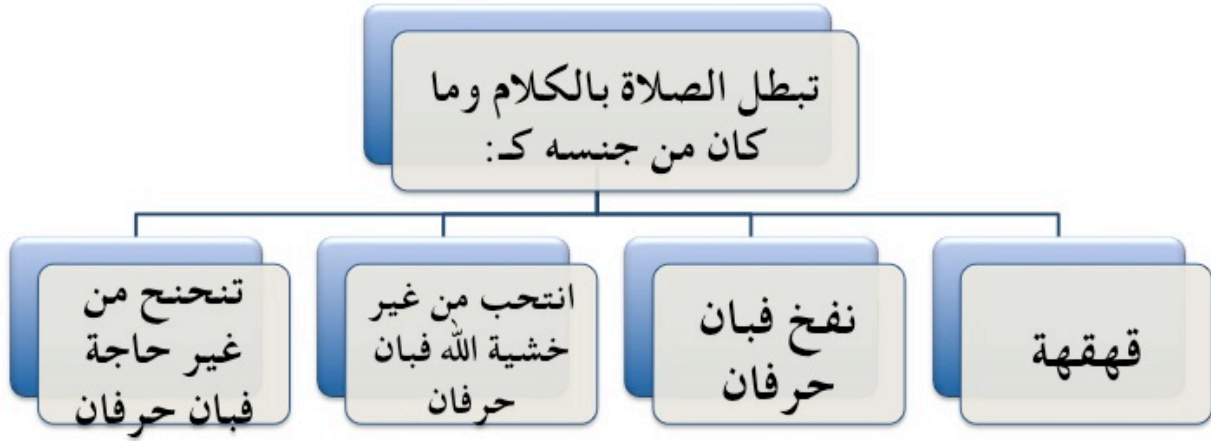 تبطل الصلاة بالكلام وما
كان من جنسه كـ:
قهقهة
نفخ فبان
حرفان
انتحب من غير
خشية الله فبان
حرفان
تنحنح من
غير حاجة
فبان حرفان